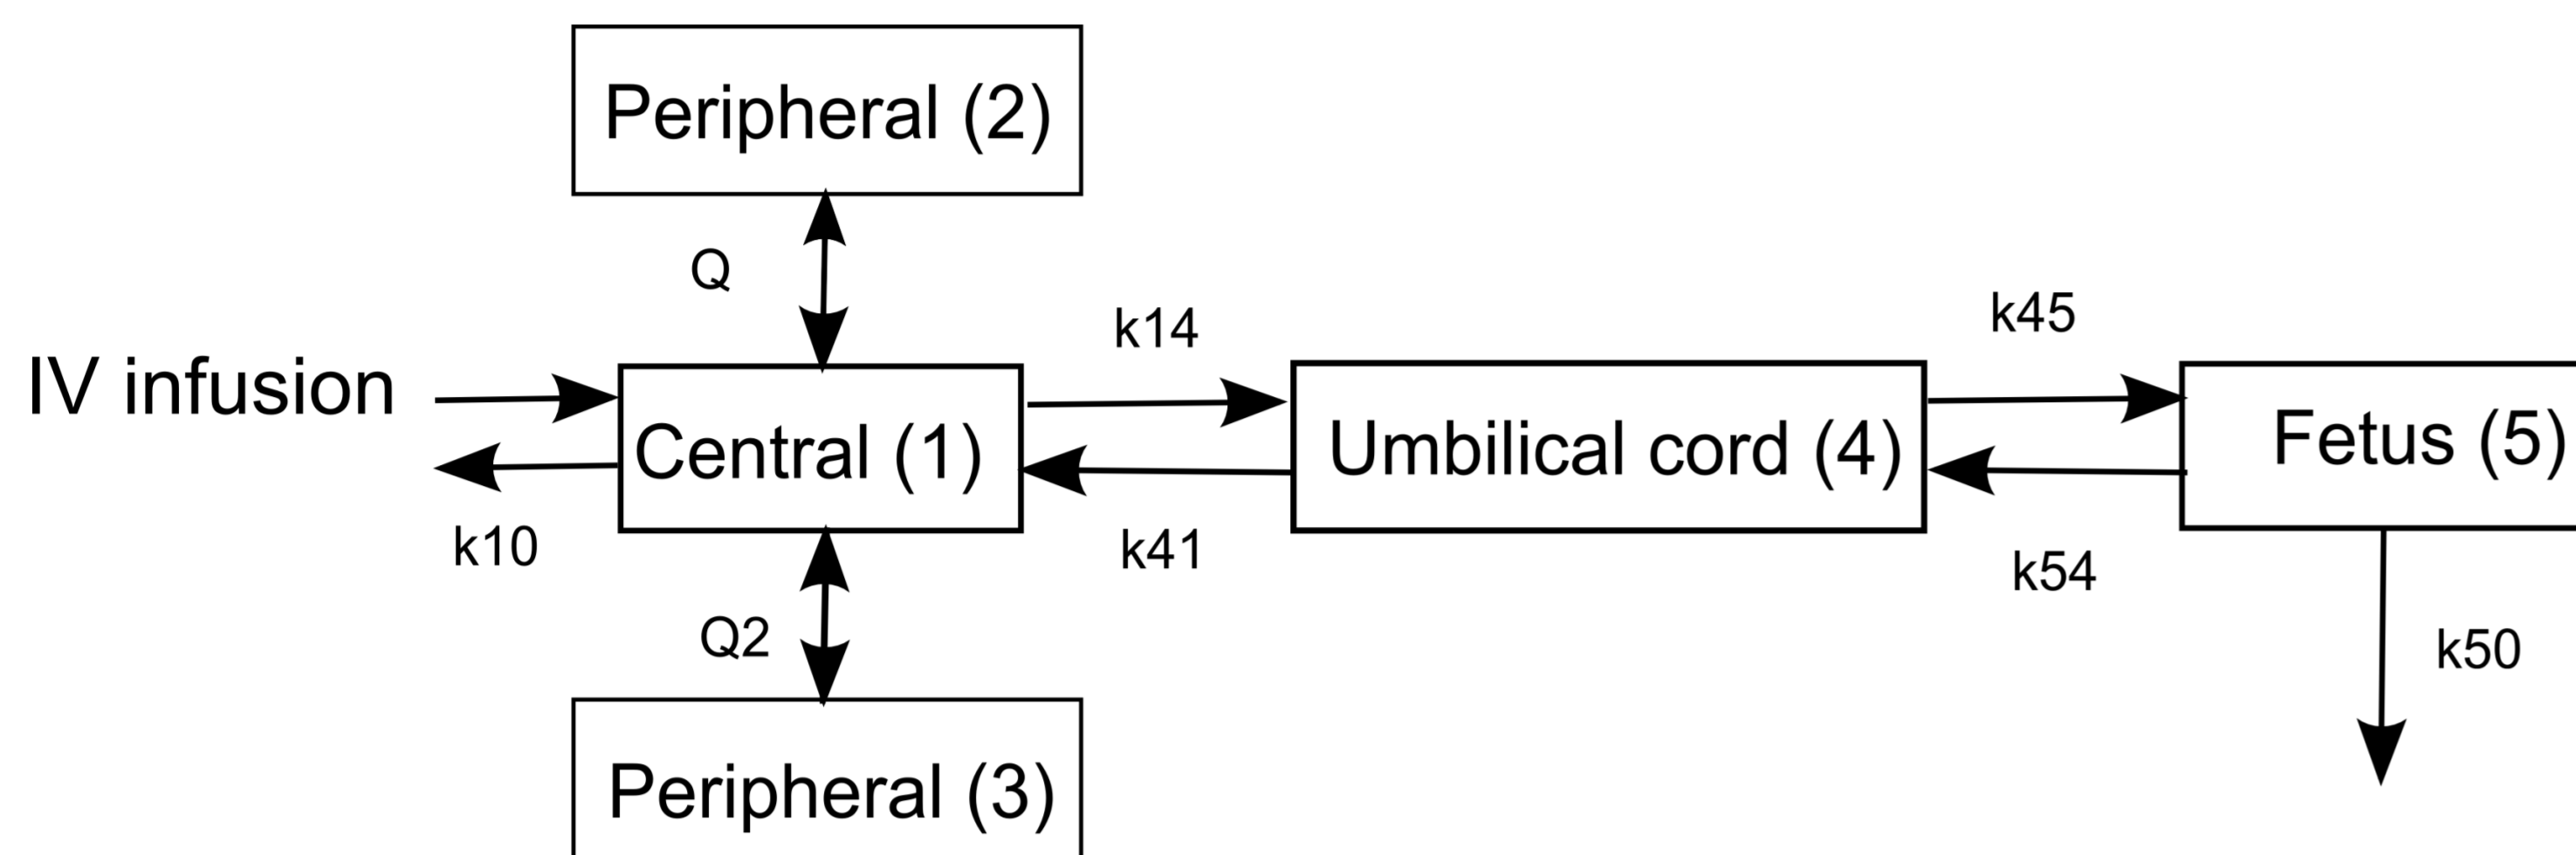 Peripheral (2)
Q
k14
k45
IV infusion
Central (1)
Umbilical cord (4)
Fetus (5)
k10
k41
k54
Q2
k50
Peripheral (3)